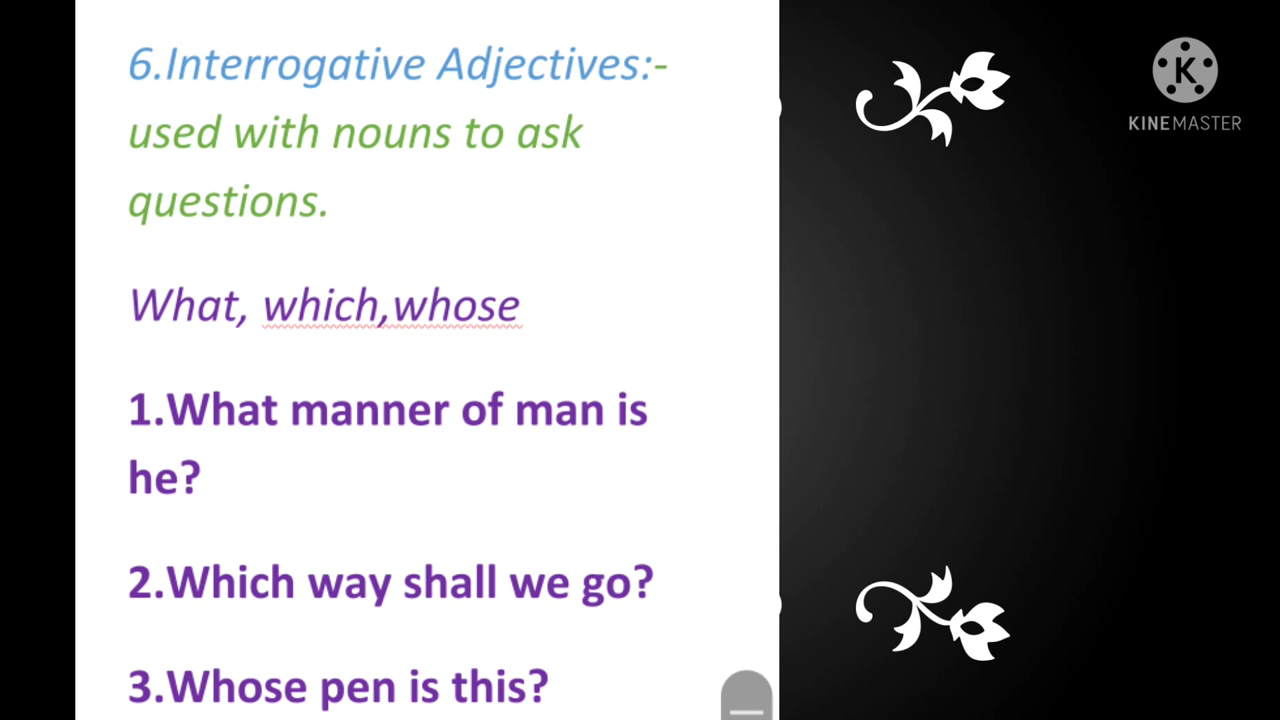 6.Interrogative Adjectives:-
used with nouns to ask
questions.
What, which,whose
1.What manner of man is
he?
2.Which way shall we go?
3.Whose pen is this?
K
KINEMASTER